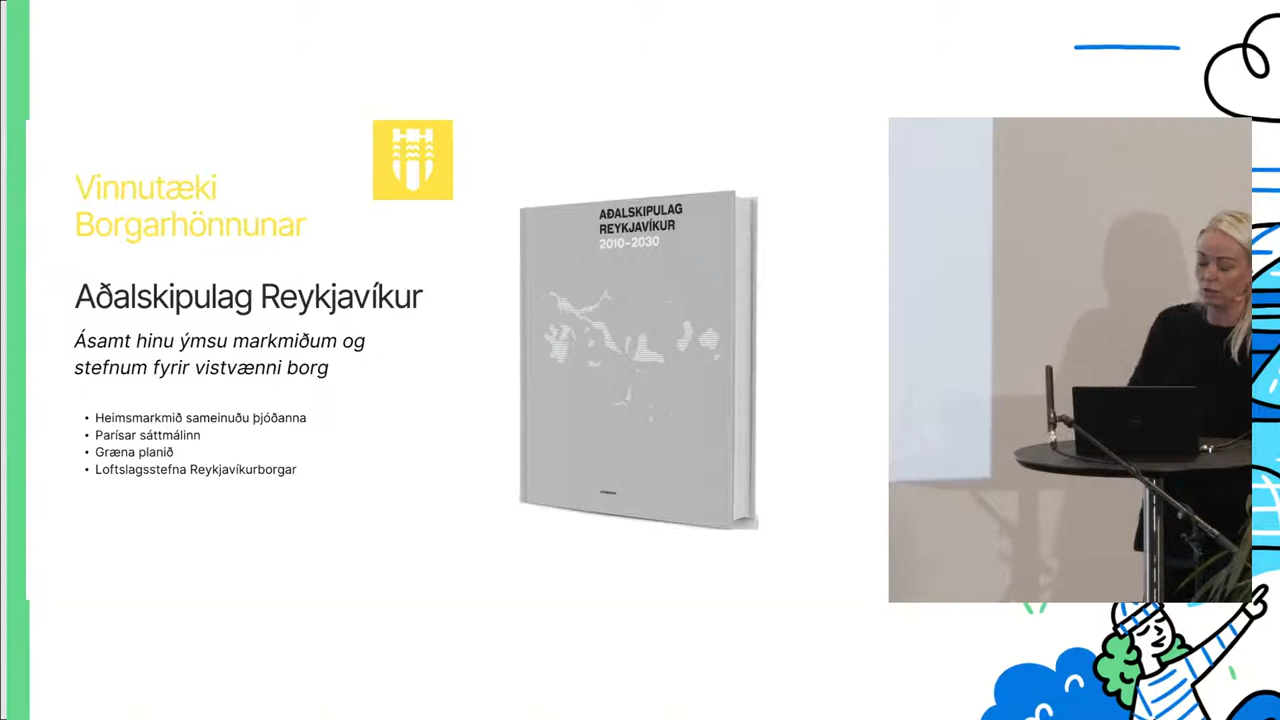 Vinnutæki
Borgarhönnunar
Aðalskipulag Reykjavíkur
Ásamt hinu ýmsu markmiðum og
stefnum fyrir vistvænni borg
• Heimsmarkmið sameinuðu þjóðanna
• Parísar sáttmálinn
• Græna planið
• Loftslagsstefna Reykjavíkurborgar
AÐALSKIPULAG
REYKJAVÍKUR
2010–2030